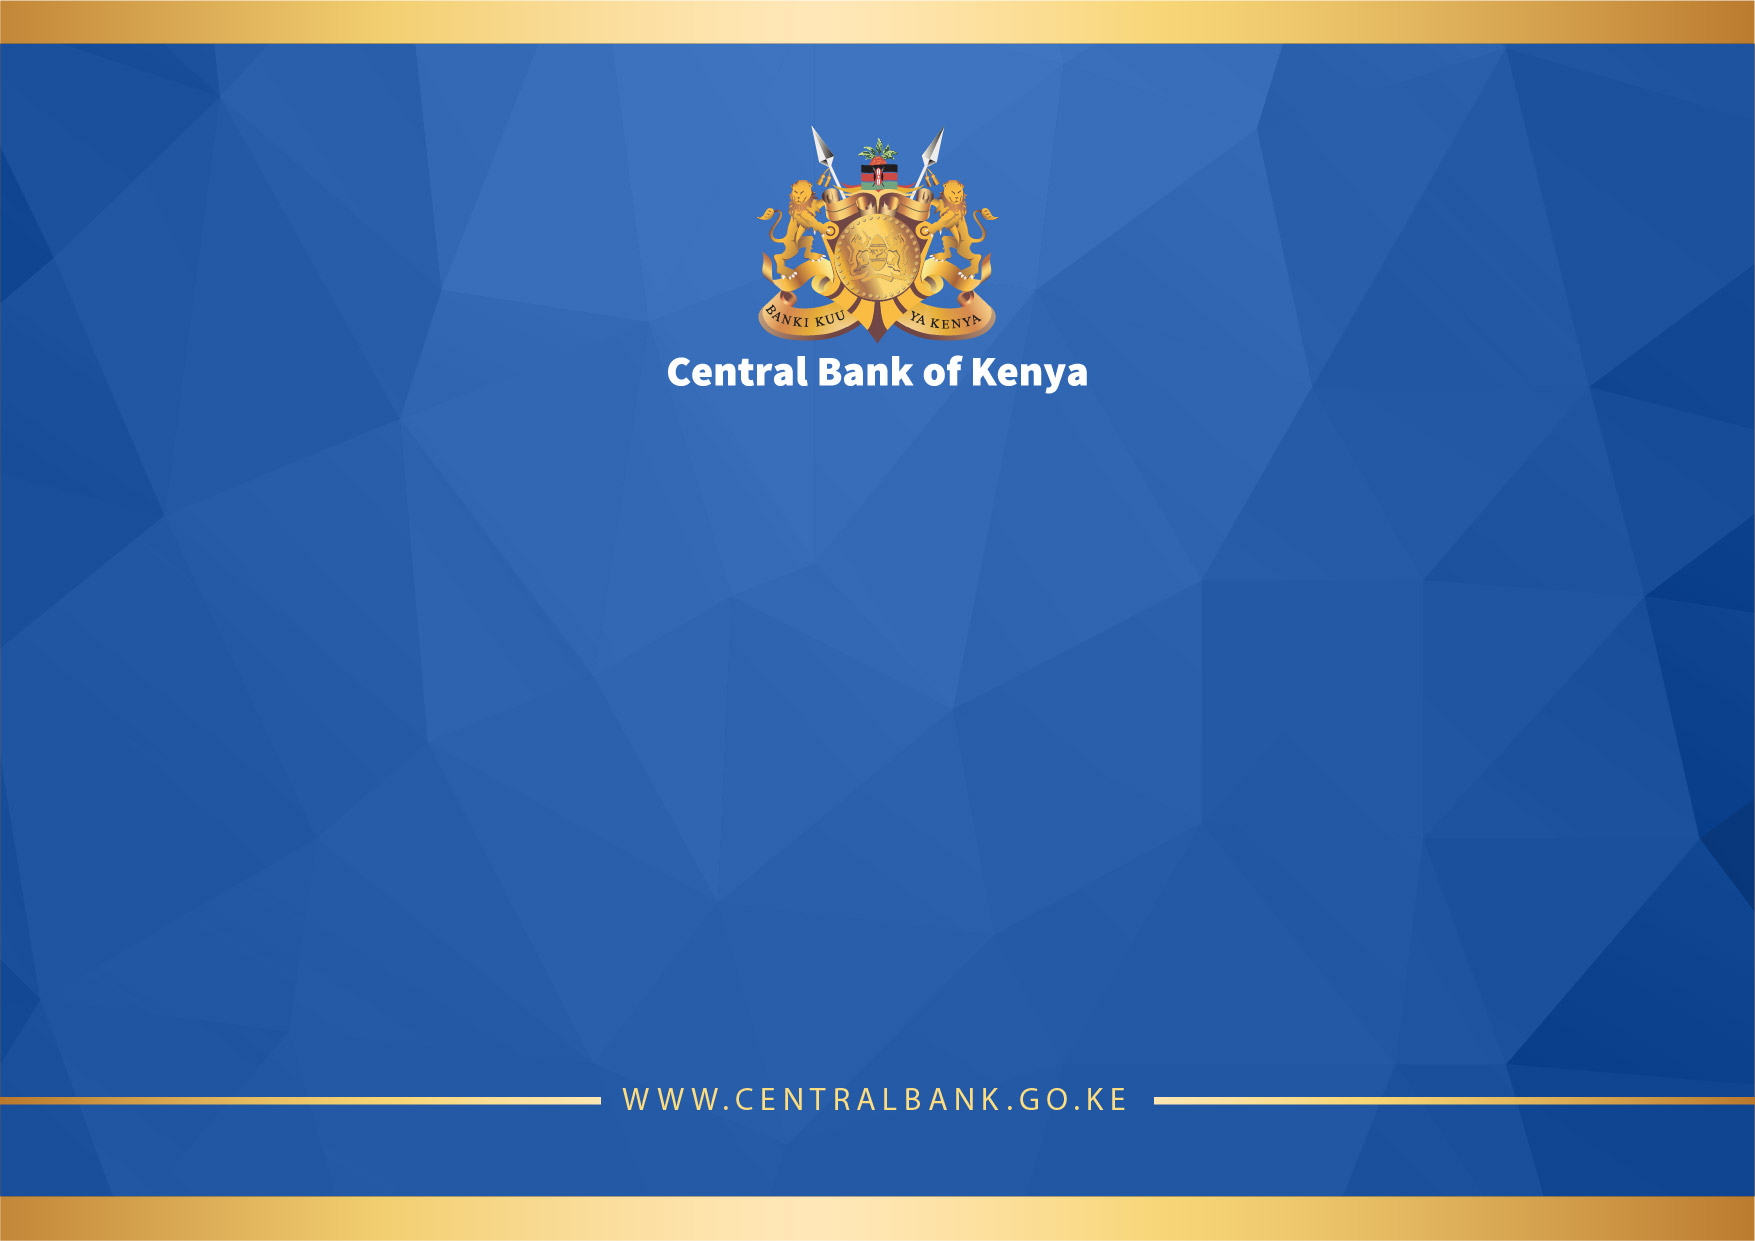 BANKI KUU YA KENYA
Central Bank of Kenya
WWW.CENTRALBANK.GO.KE